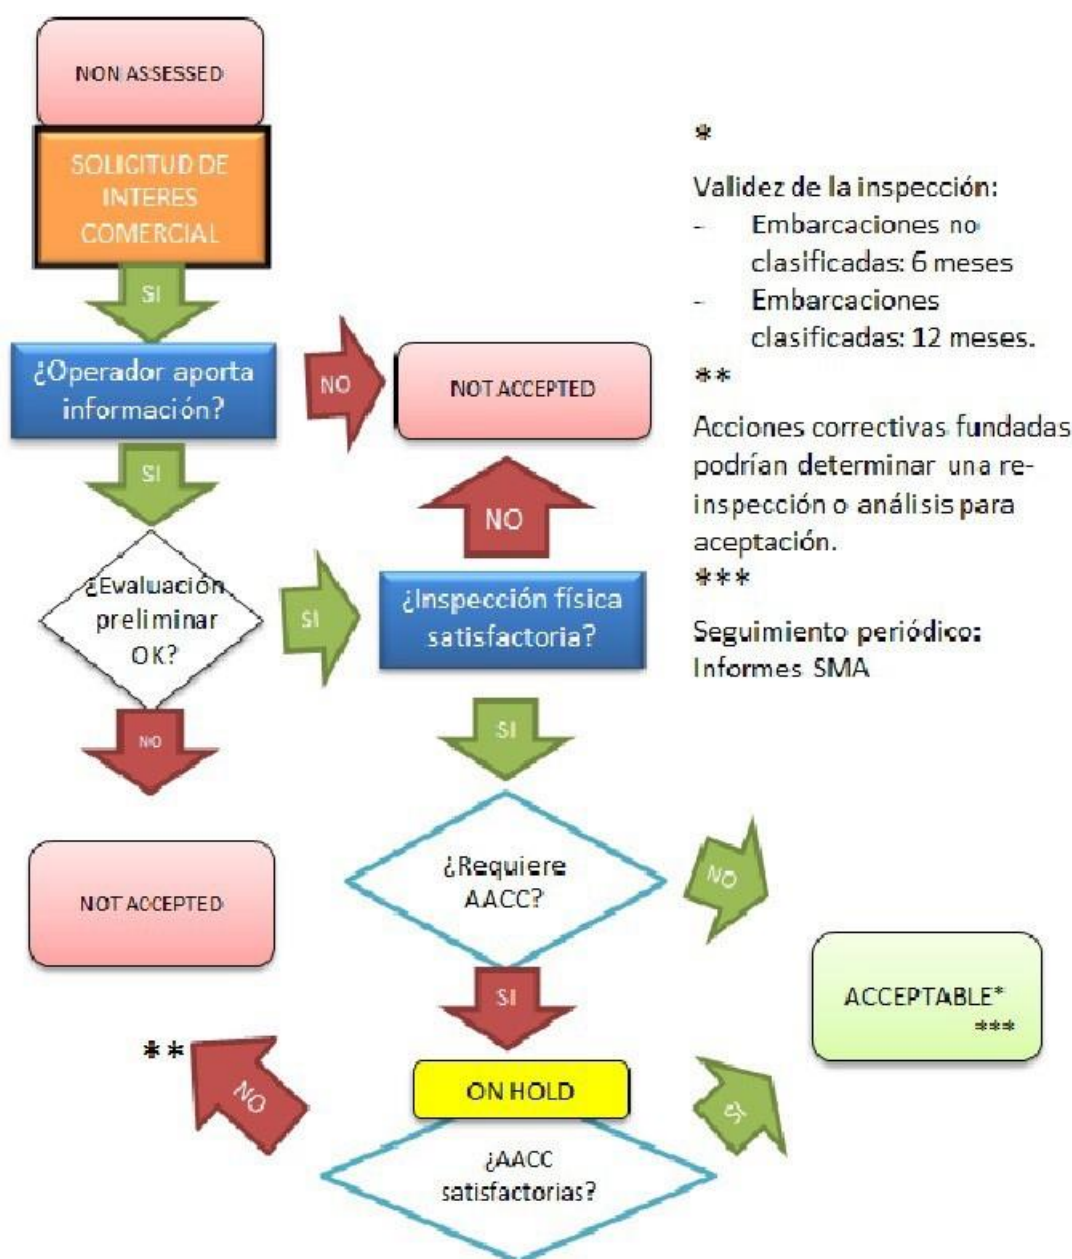 NON ASSESSED
SOLICITUD DE
INTERES
COMERCIAL
SI
¿Operador aporta
información?
NO
NOT ACCEPTED
SI
NO
¿Evaluación
preliminar
OK?
SI
¿Inspección física
satisfactoria?
NO
SI
NOT ACCEPTED
¿Requiere
AACC?
NO
SI
ACCEPTABLE*
***
**
NO
ON HOLD
SI
¿AACC
satisfactorias?
*
Validez de la inspección:
- Embarcaciones no
clasificadas: 6 meses
- Embarcaciones
clasificadas: 12 meses.
**
Acciones correctivas fundadas
podrían determinar una re-
inspección o análisis para
aceptación.
***
Seguimiento periódico:
Informes SMA